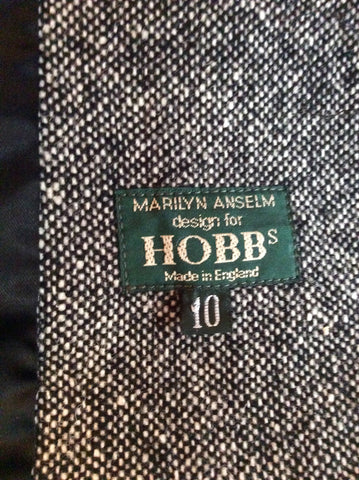 MARILYN ANSELM
design for
HOBBS
Made in England
10